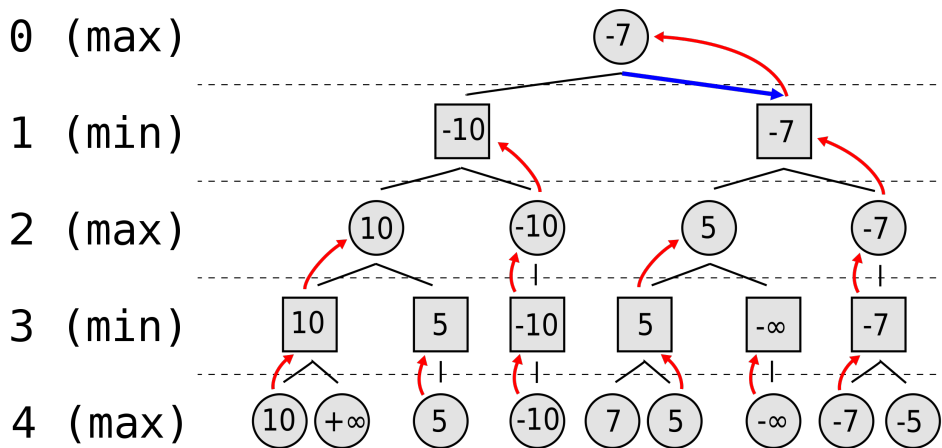 0 (max) -7
1 (min) -10 -7
2 (max) 10 -10 5 -7
3 (min) 10 5 -10 5 -∞ -7
4 (max) 10 +∞ 5 -10 7 5 -∞ -7 -5